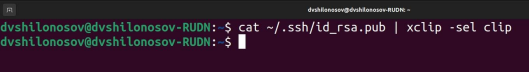 dvshilonosov@dvshilonosov-RUDN: ~
dvshilonosov@dvshilonosov-RUDN:~$ cat ~/.ssh/id_rsa.pub | xclip -sel clip
dvshilonosov@dvshilonosov-RUDN:~$